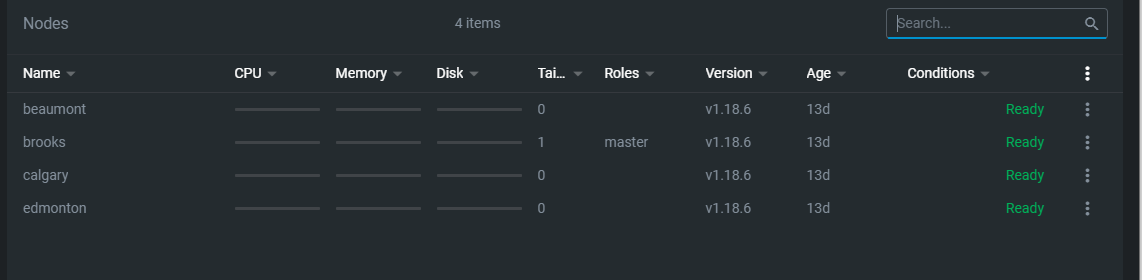 Nodes 4 items Search...
Name CPU Memory Disk Tai... Roles Version Age Conditions
beaumont 0 v1.18.6 13d Ready
brooks 1 master v1.18.6 13d Ready
calgary 0 v1.18.6 13d Ready
edmonton 0 v1.18.6 13d Ready